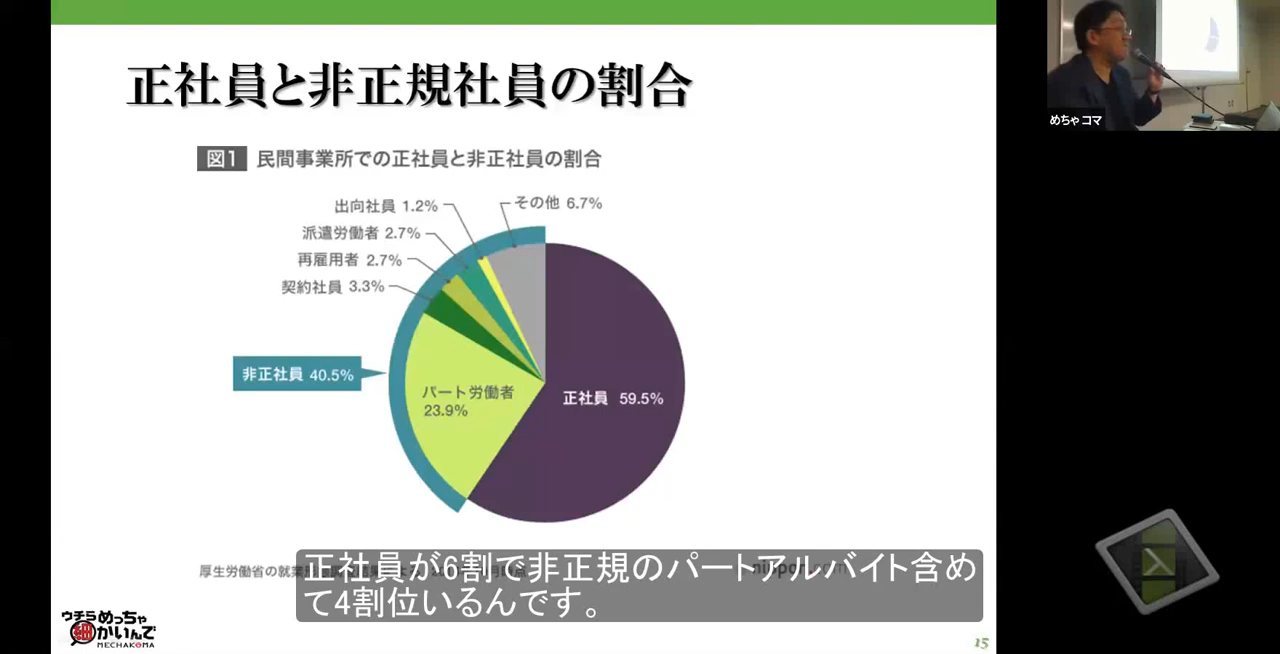 正社員と非正規社員の割合
図1 民間事業所での正社員と非正社員の割合
出向社員 1.2%
その他 6.7%
派遣労働者 2.7%
再雇用者 2.7%
契約社員 3.3%
非正社員 40.5%
パート労働者
23.9%
正社員 59.5%
厚生労働省の就業
正社員が6割で非正規のパートアルバイト含め
て4割位いるんです。
ウチらめっちゃ
細かいんで
MECHAKOMA
15
めちゃコマ